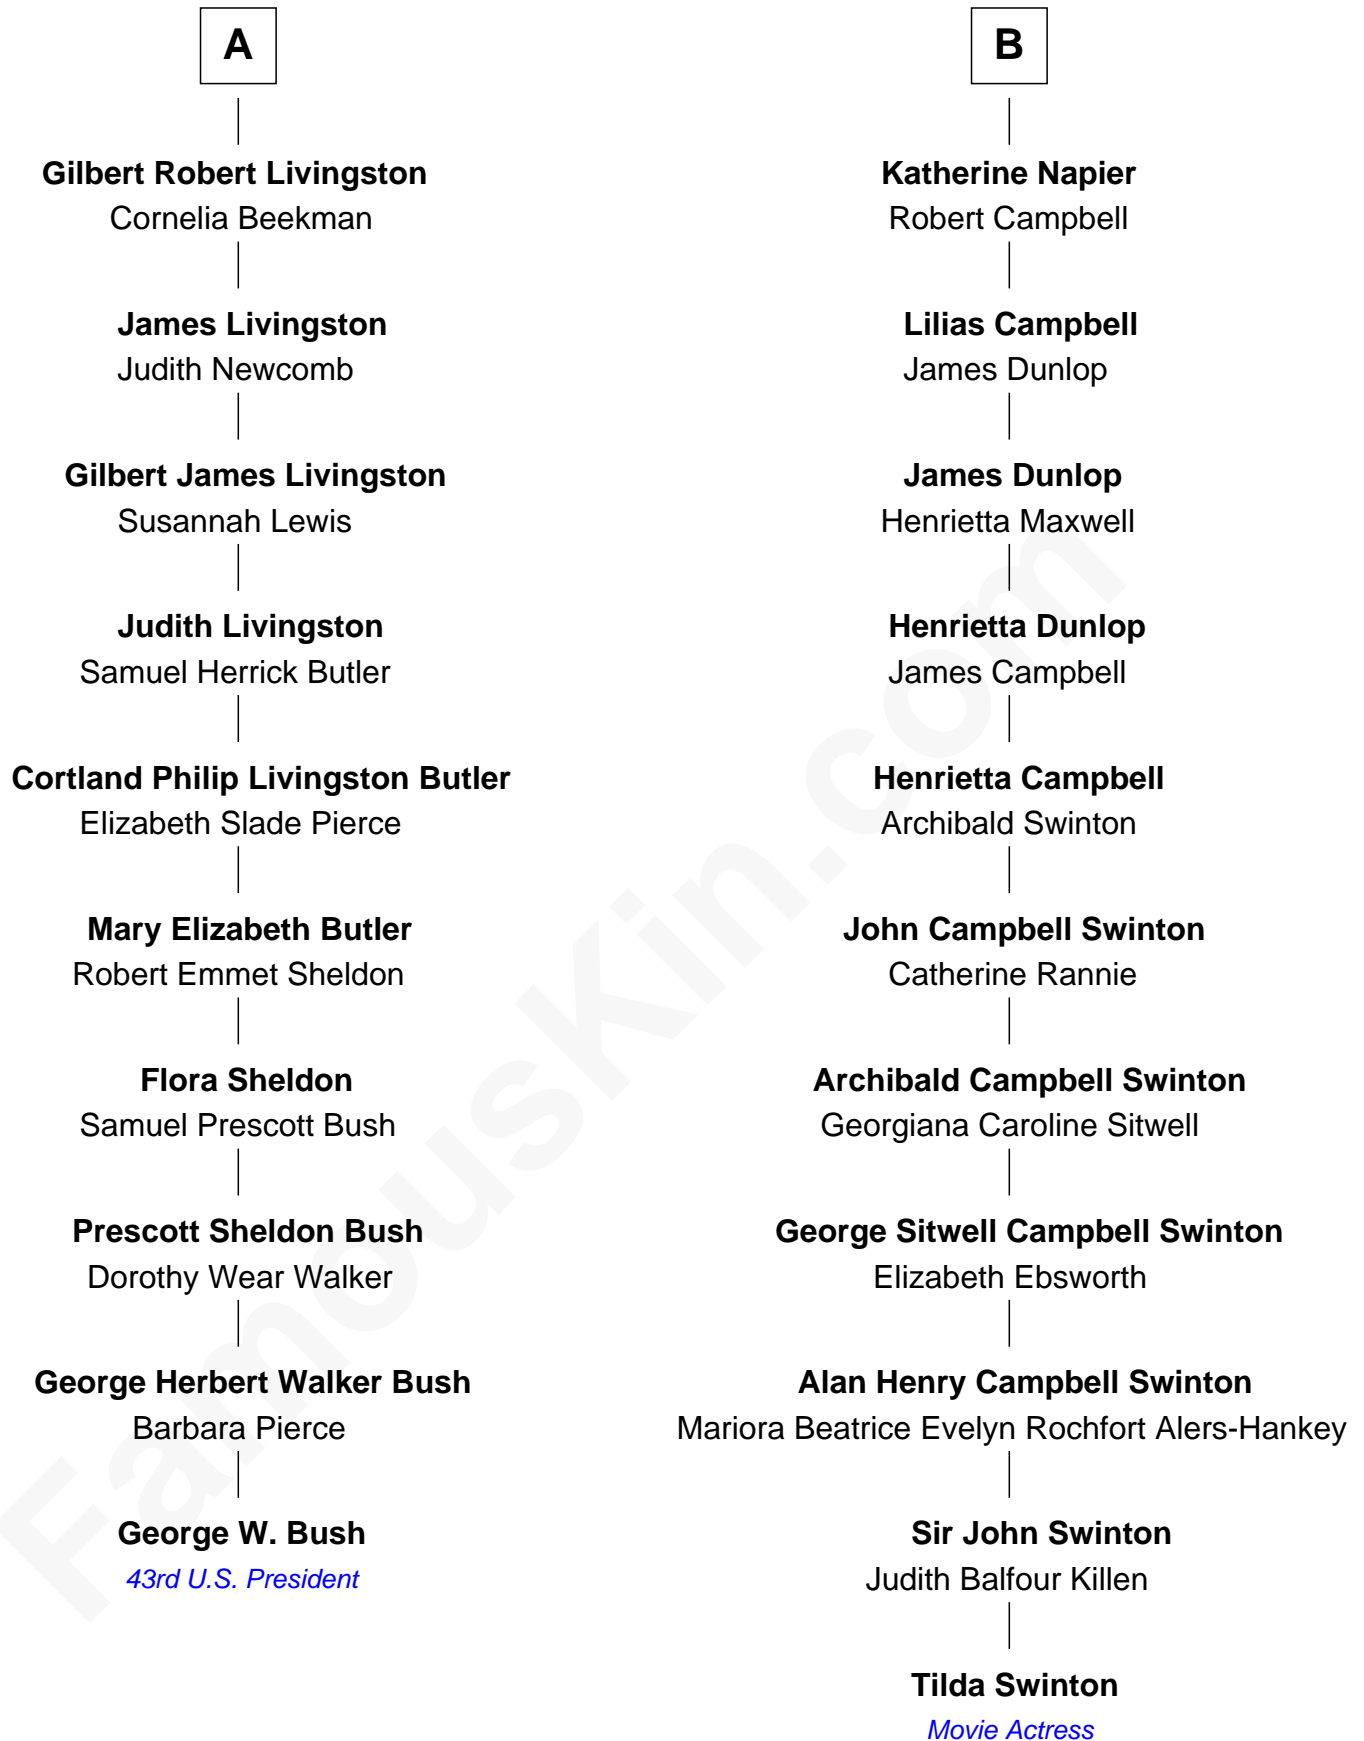 A
Gilbert Robert Livingston
Cornelia Beekman
James Livingston
Judith Newcomb
Gilbert James Livingston
Susannah Lewis
Judith Livingston
Samuel Herrick Butler
Cortland Philip Livingston Butler
Elizabeth Slade Pierce
Mary Elizabeth Butler
Robert Emmet Sheldon
Flora Sheldon
Samuel Prescott Bush
Prescott Sheldon Bush
Dorothy Wear Walker
George Herbert Walker Bush
Barbara Pierce
George W. Bush
43rd U.S. President
B
Katherine Napier
Robert Campbell
Lilias Campbell
James Dunlop
James Dunlop
Henrietta Maxwell
Henrietta Dunlop
James Campbell
Henrietta Campbell
Archibald Swinton
John Campbell Swinton
Catherine Rannie
Archibald Campbell Swinton
Georgiana Caroline Sitwell
George Sitwell Campbell Swinton
Elizabeth Ebsworth
Alan Henry Campbell Swinton
Mariora Beatrice Evelyn Rochfort Alers-Hankey
Sir John Swinton
Judith Balfour Killen
Tilda Swinton
Movie Actress
FamousKin.com